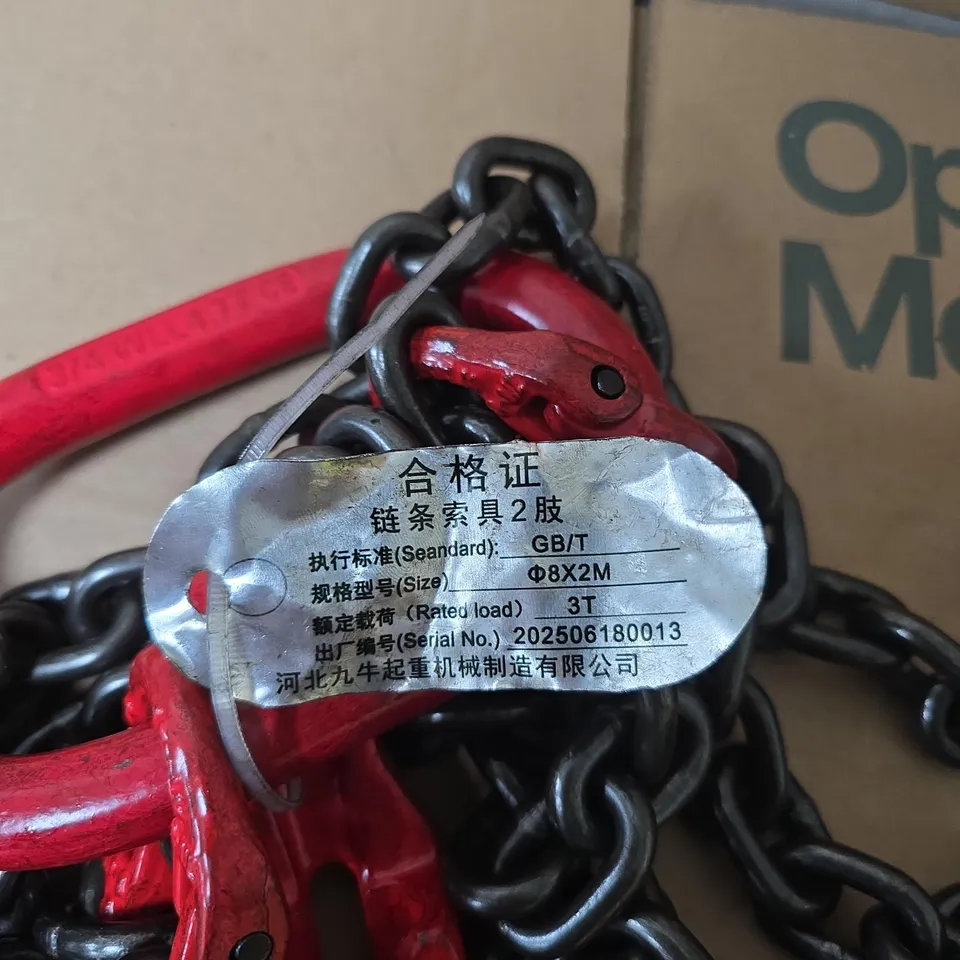 Op
Mo
合格证
链条索具2肢
执行标准(Seandard): GB/T
规格型号(Size) Φ8X2M
额定载荷（Rated load） 3T
出厂编号(Serial No.) 202506180013
河北九牛起重机械制造有限公司